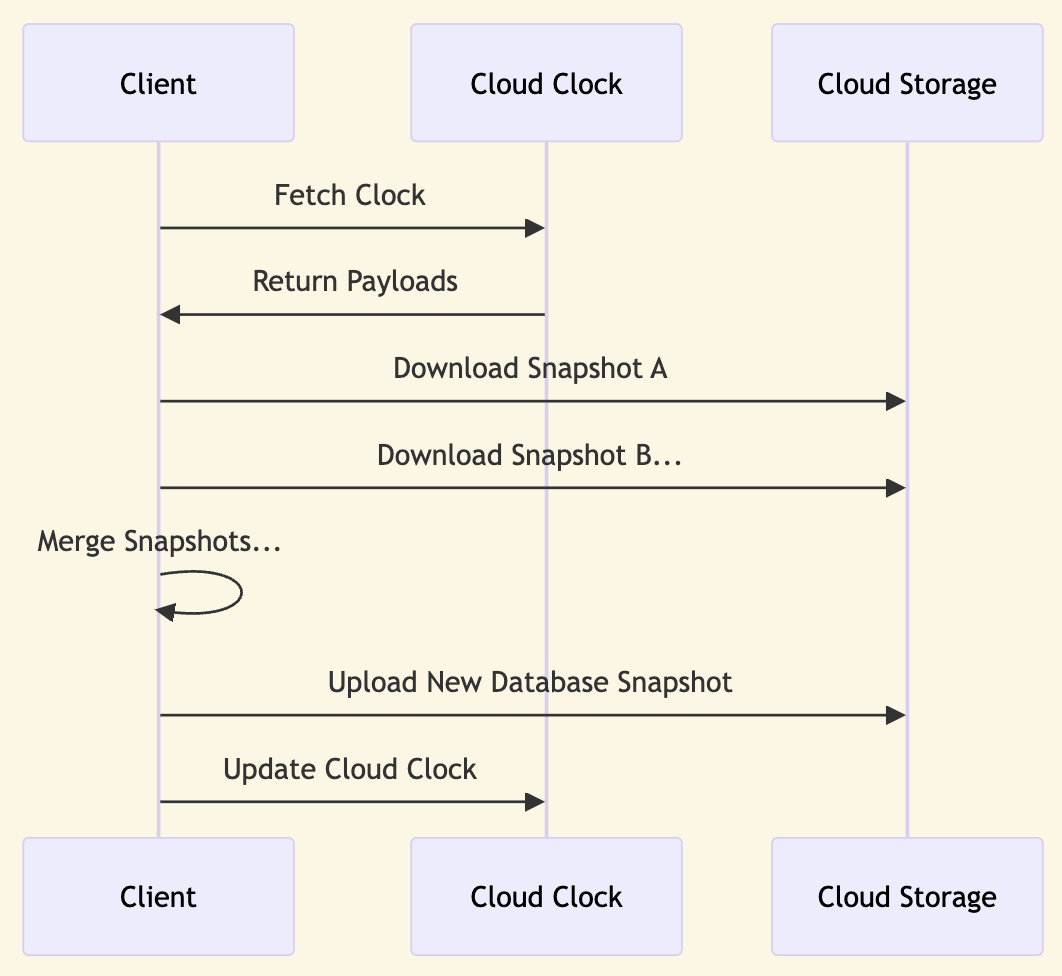 Client
Cloud Clock
Cloud Storage
Fetch Clock
Return Payloads
Download Snapshot A
Download Snapshot B...
Merge Snapshots...
Upload New Database Snapshot
Update Cloud Clock
Client
Cloud Clock
Cloud Storage